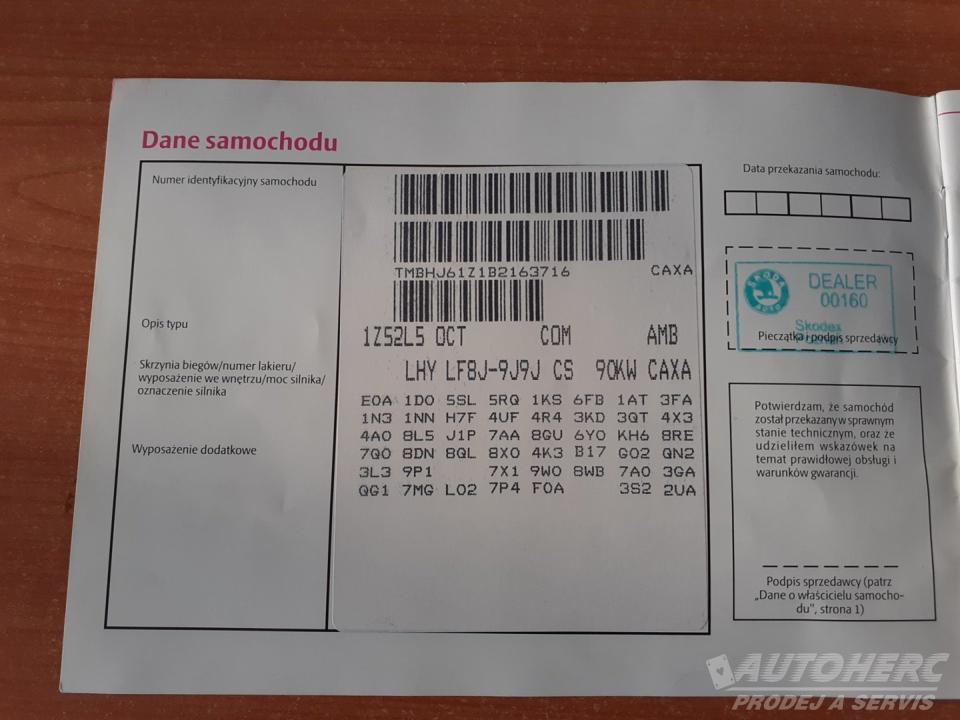 Dane samochodu
Numer identyfikacyjny samochodu
TMBHJ61Z1B2163716 CAXA
Opis typu
1Z52L5 OCT COM AMB
Skrzynia biegów/numer lakieru/
wyposażenie we wnętrzu/moc silnika/
oznaczenie silnika
LHY LF8J-9J9J CS 90KW CAXA
Wyposażenie dodatkowe
E0A 1D0 5SL 5RQ 1KS 6FB 1AT 3FA
1N3 1NN H7F 4UF 4R4 3KD 3QT 4X3
4A0 8L5 J1P 7AA 8GU 6Y0 KH6 8RE
7Q0 8DN 8QL 8X0 4K3 B17 G02 QN2
3L3 9P1 7X1 9W0 8WB 7A0 3GA
QG1 7MG L02 7P4 F0A 3S2 2UA
Data przekazania samochodu:
SKODA
AUTO
DEALER
00160
Skodex
Pieczątka i podpis sprzedawcy
Potwierdzam, że samochód
został przekazany w sprawnym
stanie technicznym, oraz że
udzieliłem wskazówek na
temat prawidłowej obsługi i
warunków gwarancji.
Podpis sprzedawcy (patrz
„Dane o właścicielu samocho-
du", strona 1)
AUTOHERC
PRODEJ A SERVIS